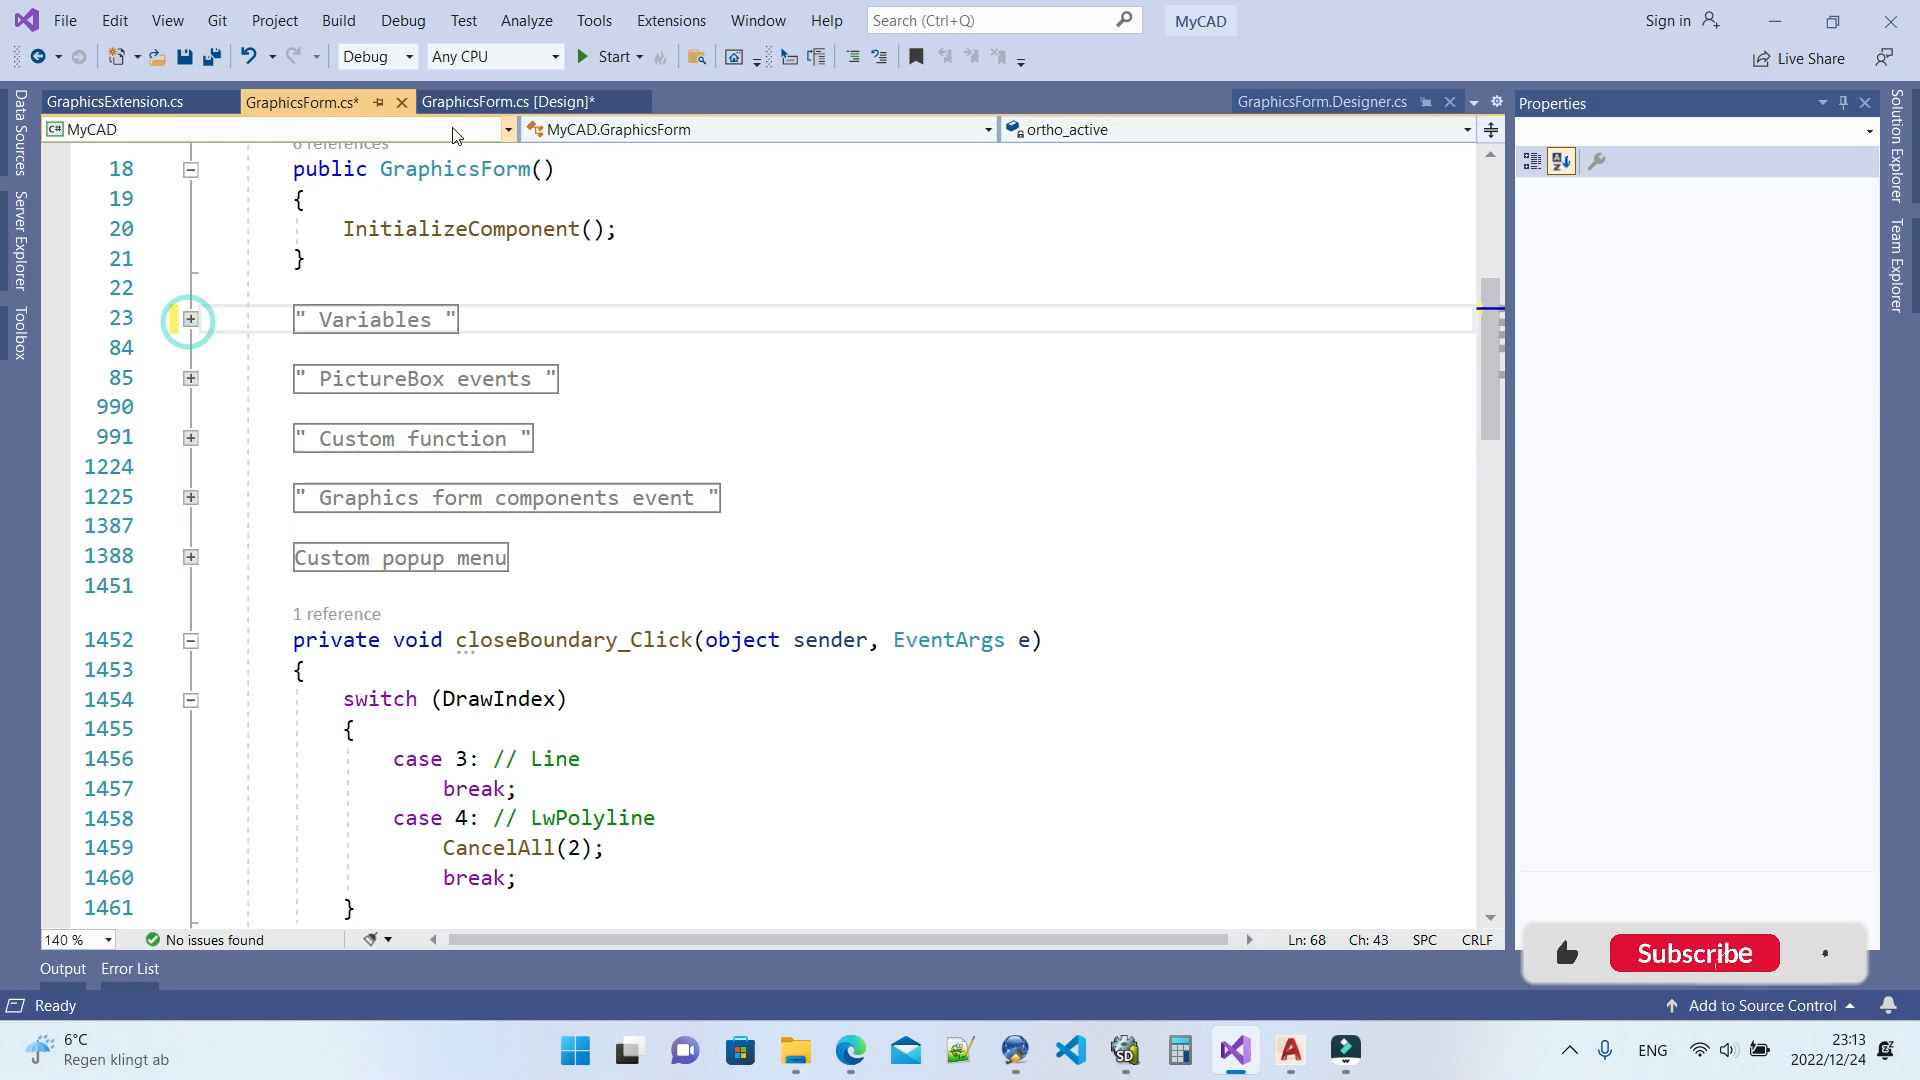 File Edit View Git Project Build Debug Test Analyze Tools Extensions Window Help Search (Ctrl+Q) MyCAD Sign in
Debug Any CPU Start Live Share
GraphicsExtension.cs GraphicsForm.cs* GraphicsForm.cs [Design]* GraphicsForm.Designer.cs Properties
C# MyCAD MyCAD.GraphicsForm ortho_active
Data Sources
Server Explorer
Toolbox
Solution Explorer
Team Explorer
6 references
18 public GraphicsForm()
19 {
20 InitializeComponent();
21 }
22
23 " Variables "
84
85 " PictureBox events "
990
991 " Custom function "
1224
1225 " Graphics form components event "
1387
1388 Custom popup menu
1451
1 reference
1452 private void closeBoundary_Click(object sender, EventArgs e)
1453 {
1454 switch (DrawIndex)
1455 {
1456 case 3: // Line
1457 break;
1458 case 4: // LwPolyline
1459 CancelAll(2);
1460 break;
1461 }
140 % No issues found Ln: 68 Ch: 43 SPC CRLF
Subscribe
Output Error List
Ready Add to Source Control
6°C
Regen klingt ab
ENG
23:13
2022/12/24